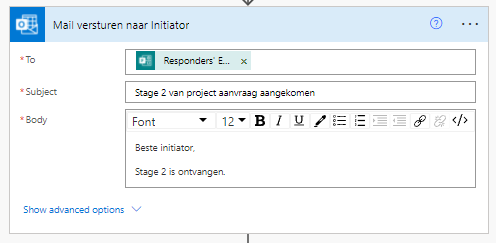 Mail versturen naar Initiator
* To
Responders' E... x
* Subject
Stage 2 van project aanvraag aangekomen
* Body
Font 12 B I U </>
Beste initiator,
Stage 2 is ontvangen.
Show advanced options